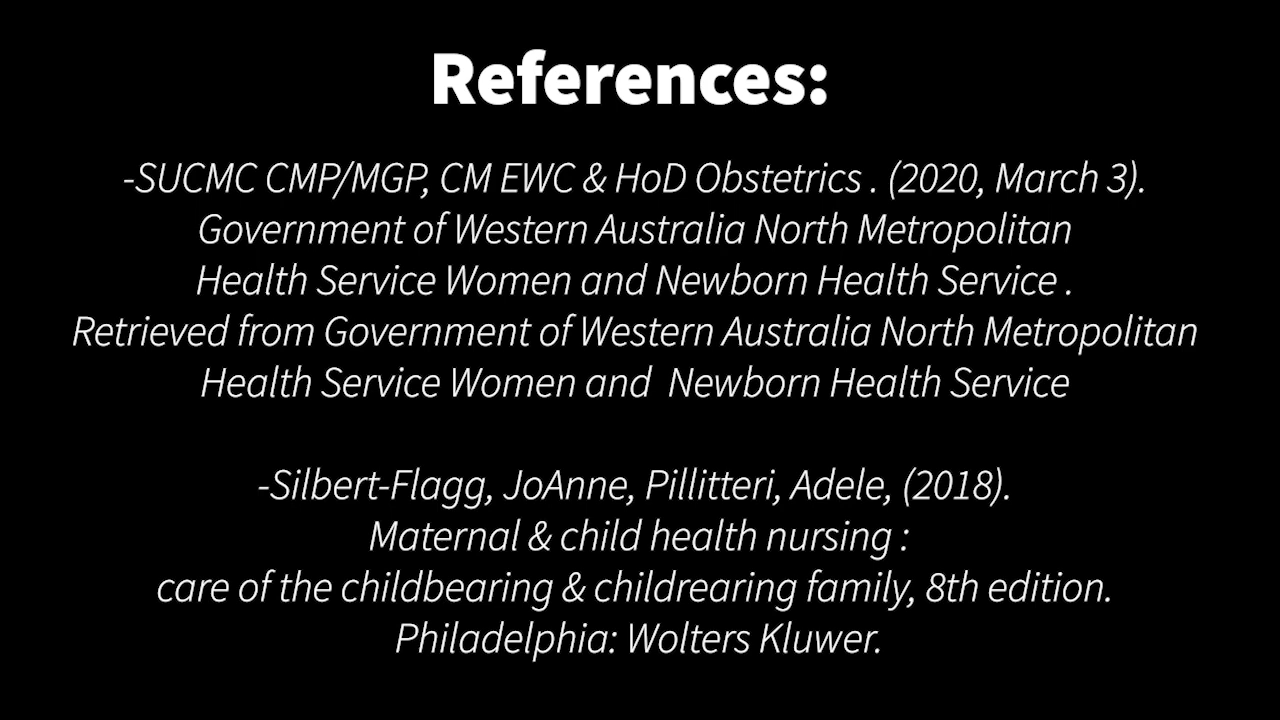 References:
-SUCMC CMP/MGP, CM EWC & HoD Obstetrics . (2020, March 3).
Government of Western Australia North Metropolitan
Health Service Women and Newborn Health Service .
Retrieved from Government of Western Australia North Metropolitan
Health Service Women and  Newborn Health Service
-Silbert-Flagg, JoAnne, Pillitteri, Adele, (2018).
Maternal & child health nursing :
care of the childbearing & childrearing family, 8th edition.
Philadelphia: Wolters Kluwer.